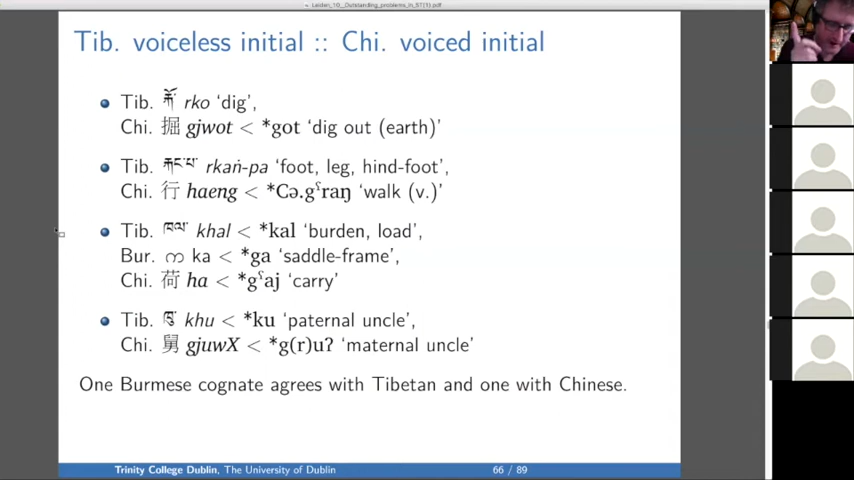 Leiden_10__Outstanding_problems_in_ST(1).pdf
Tib. voiceless initial :: Chi. voiced initial
Tib. རྐོ rko ‘dig’,
Chi. 掘 gjwot < *got ‘dig out (earth)’
Tib. རྐང་པ་ rkaṅ-pa ‘foot, leg, hind-foot’,
Chi. 行 haeng < *Cə.gˤraŋ ‘walk (v.)’
Tib. ཁལ་ khal < *kal ‘burden, load’,
Bur. က ka < *ga ‘saddle-frame’,
Chi. 荷 ha < *gˤaj ‘carry’
Tib. ཁུ་ khu < *ku ‘paternal uncle’,
Chi. 舅 gjuwX < *g(r)uʔ ‘maternal uncle’
One Burmese cognate agrees with Tibetan and one with Chinese.
Trinity College Dublin, The University of Dublin 66 / 89